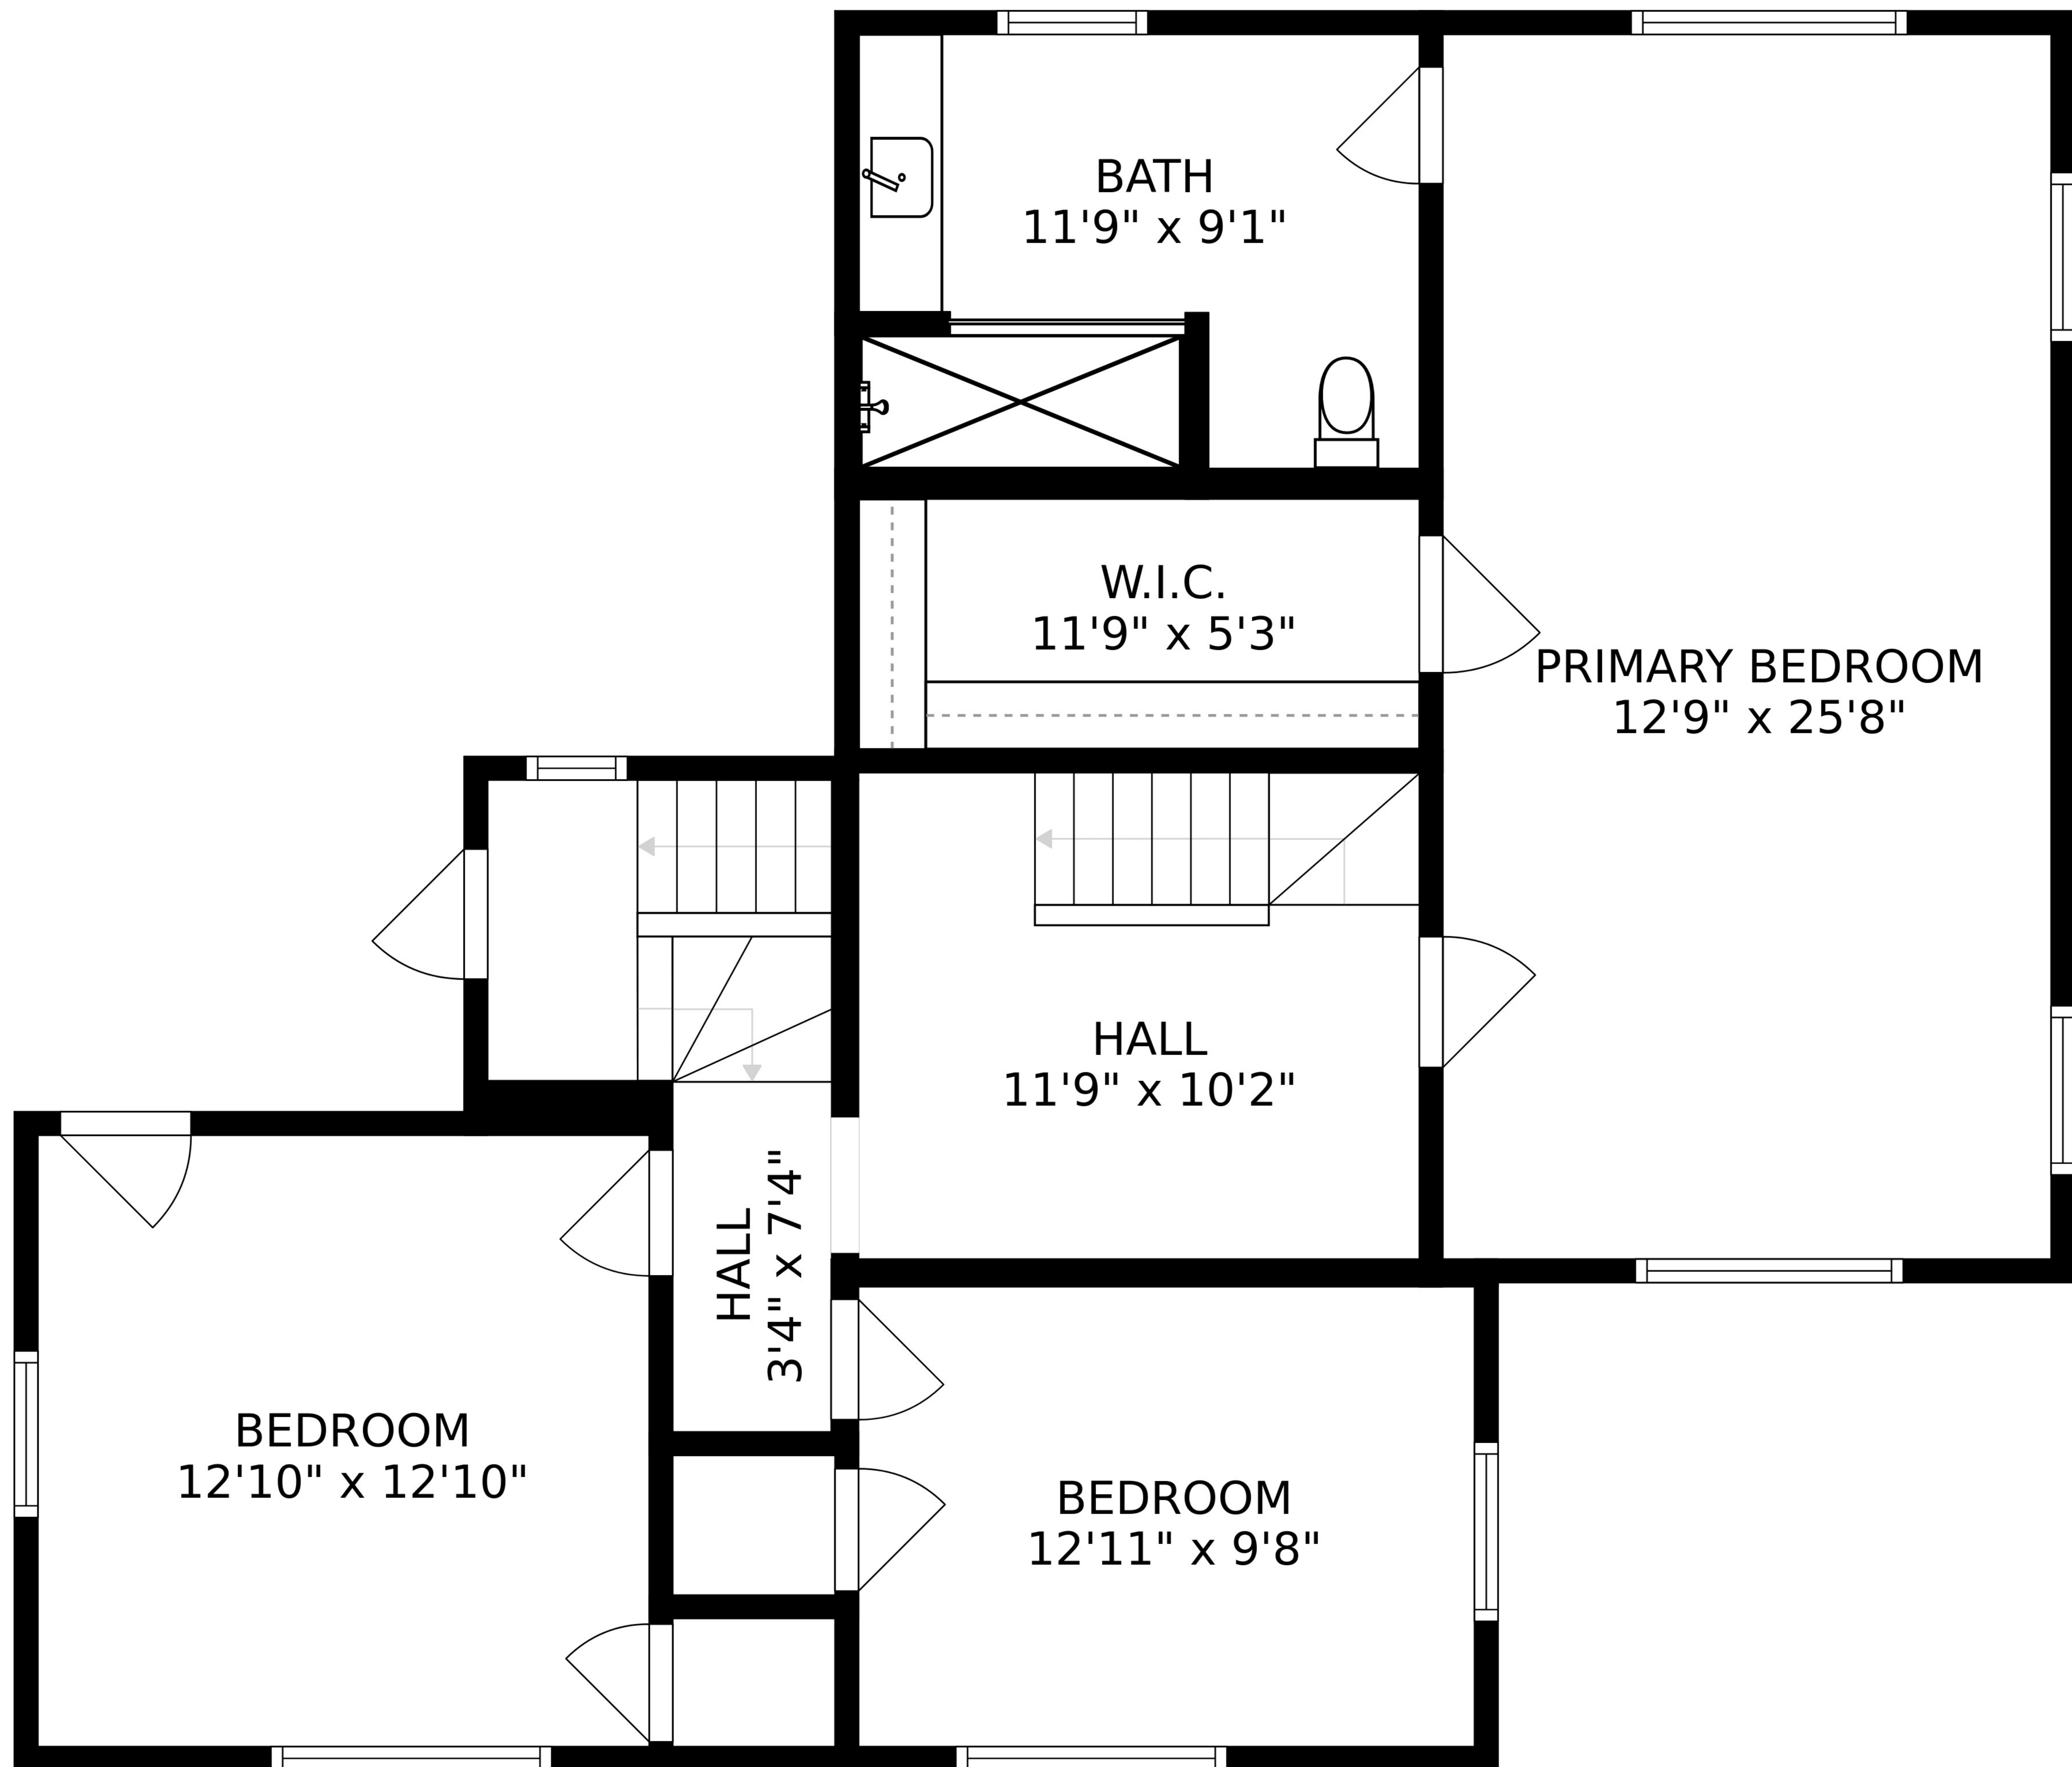 BATH
11'9" x 9'1"
W.I.C.
11'9" x 5'3"
PRIMARY BEDROOM
12'9" x 25'8"
HALL
11'9" x 10'2"
HALL
3'4" x 7'4"
BEDROOM
12'10" x 12'10"
BEDROOM
12'11" x 9'8"